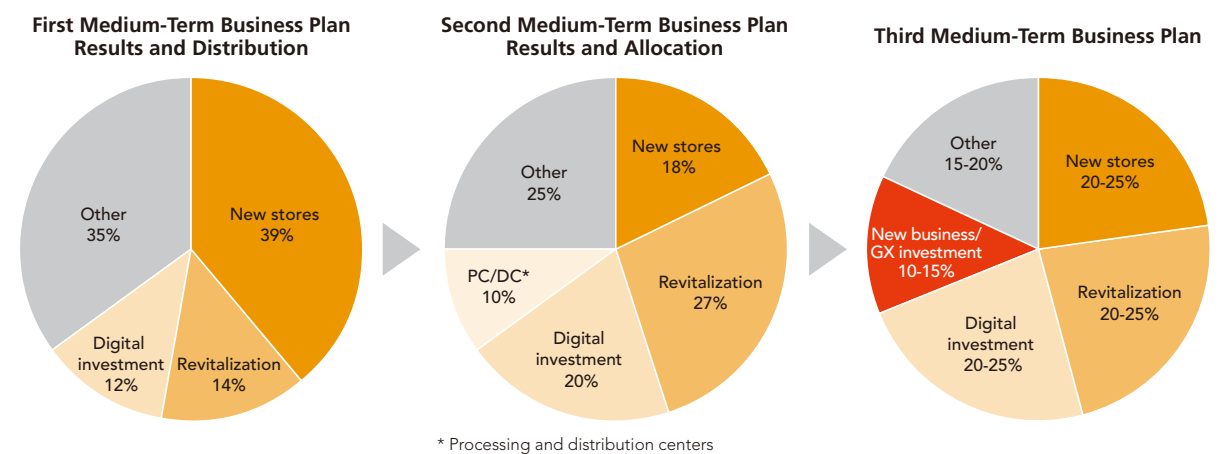 First Medium-Term Business Plan
Results and Distribution
Other
35%
New stores
39%
Digital
investment
12%
Revitalization
14%
Second Medium-Term Business Plan
Results and Allocation
Other
25%
New stores
18%
PC/DC*
10%
Revitalization
27%
Digital
investment
20%
* Processing and distribution centers
Third Medium-Term Business Plan
Other
15-20%
New stores
20-25%
New business/
GX investment
10-15%
Revitalization
20-25%
Digital
investment
20-25%